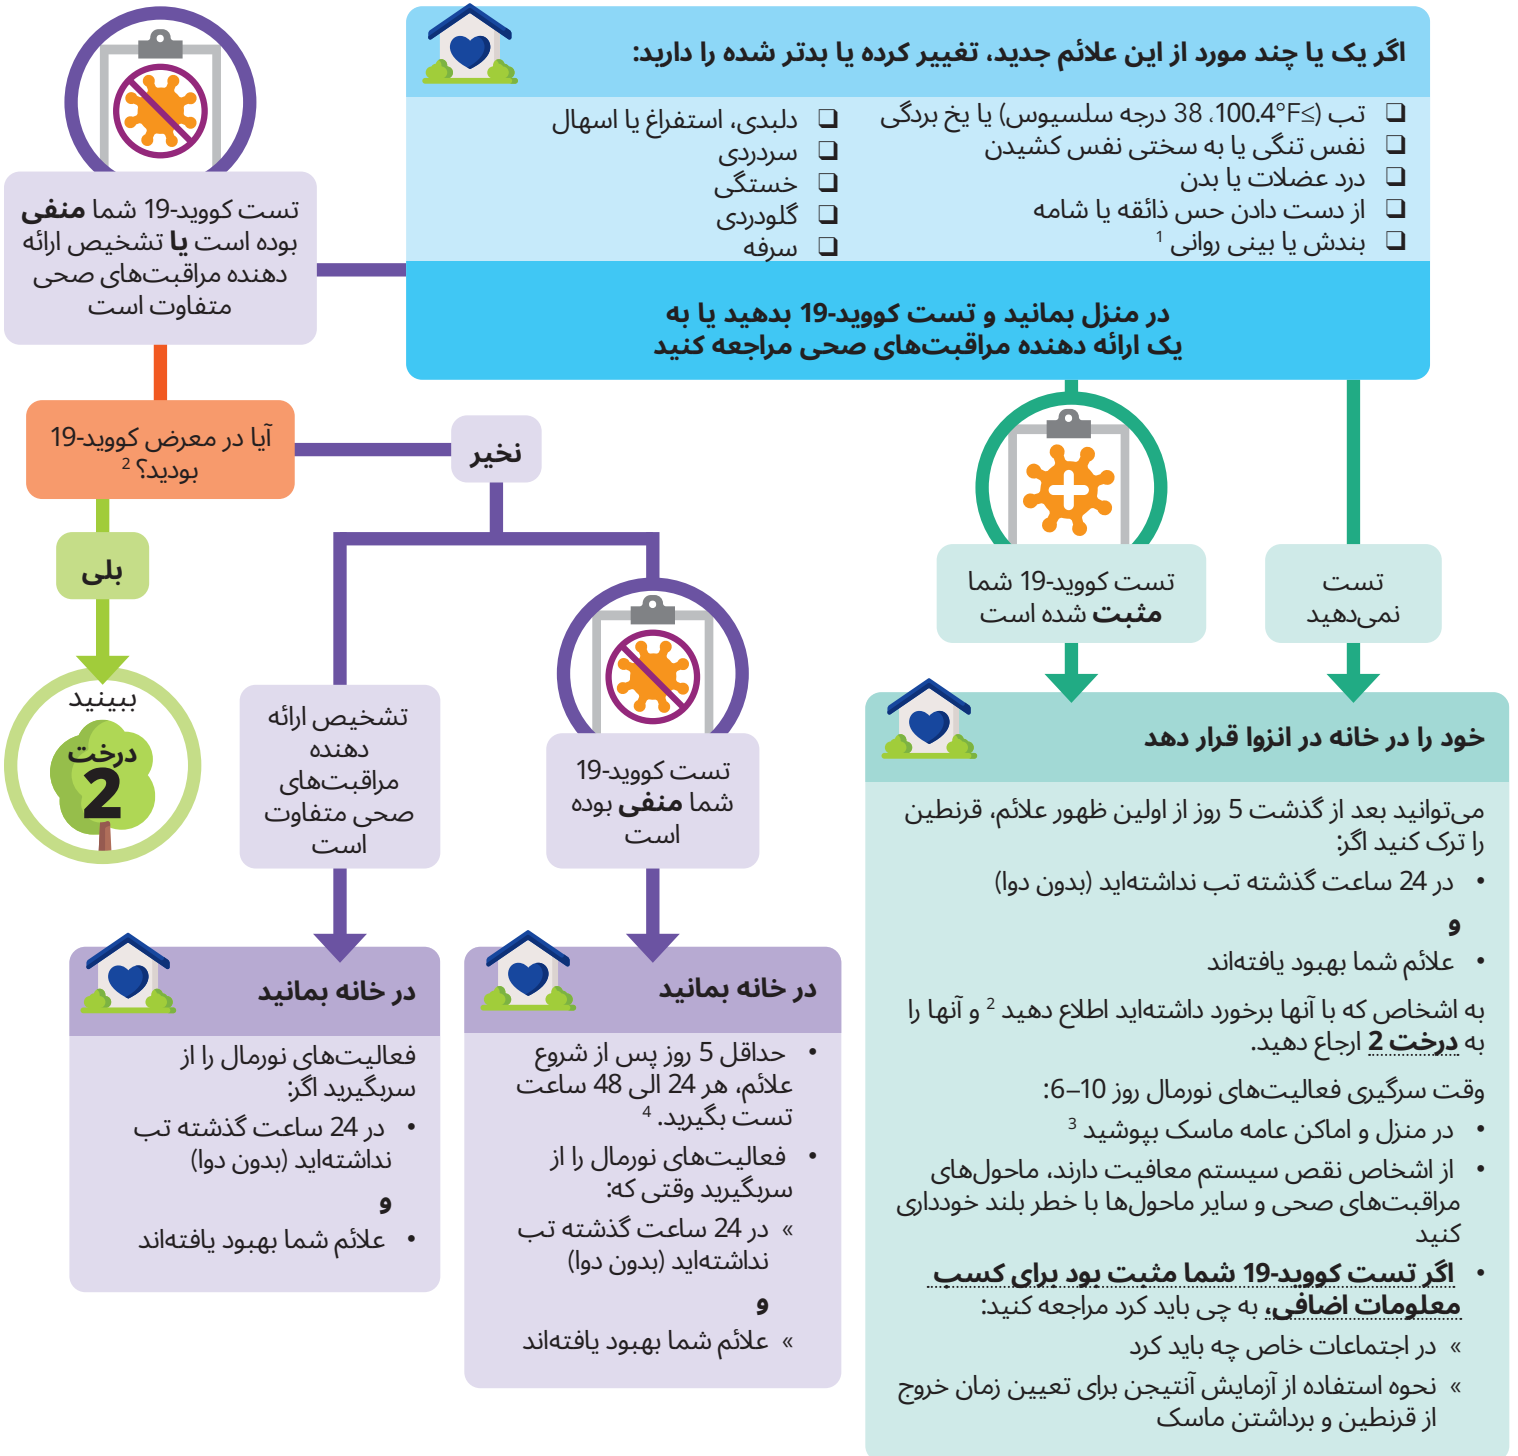 اگر یک یا چند مورد از این علائم جدید، تغییر کرده یا بدتر شده را دارید:
❑ تب (≥100.4°F، 38 درجه سلسیوس) یا یخ بردگی
❑ نفس تنگی یا به سختی نفس کشیدن
❑ درد عضلات یا بدن
❑ از دست دادن حس ذائقه یا شامه
❑ بندش یا بینی روانی 1
❑ دلبدی، استفراغ یا اسهال
❑ سردردی
❑ خستگی
❑ گلودردی
❑ سرفه
در منزل بمانید و تست کووید-19 بدهید یا به
یک ارائه دهنده مراقبت‌های صحی مراجعه کنید
تست کووید-19 شما منفی
بوده است یا تشخیص ارائه
دهنده مراقبت‌های صحی
متفاوت است
آیا در معرض کووید-19
بودید؟ 2
نخیر
بلی
ببینید
درخت
2
تشخیص ارائه
دهنده
مراقبت‌های
صحی متفاوت
است
تست کووید-19
شما منفی بوده
است
تست کووید-19 شما
مثبت شده است
تست
نمی‌دهید
خود را در خانه در انزوا قرار دهد
می‌توانید بعد از گذشت 5 روز از اولین ظهور علائم، قرنطین
را ترک کنید اگر:
• در 24 ساعت گذشته تب نداشته‌اید (بدون دوا)
و
• علائم شما بهبود یافته‌اند
به اشخاص که با آنها برخورد داشته‌اید اطلاع دهید 2 و آنها را
به درخت 2 ارجاع دهید.
وقت سرگیری فعالیت‌های نورمال روز 10–6:
• در منزل و اماکن عامه ماسک بپوشید 3
• از اشخاص نقص سیستم معافیت دارند، ماحول‌های
مراقبت‌های صحی و سایر ماحول‌ها با خطر بلند خودداری
کنید
• اگر تست کووید-19 شما مثبت بود برای کسب
معلومات اضافی، به چی باید کرد مراجعه کنید:
» در اجتماعات خاص چه باید کرد
» نحوه استفاده از آزمایش آنتیجن برای تعیین زمان خروج
از قرنطین و برداشتن ماسک
در خانه بمانید
• حداقل 5 روز پس از شروع
علائم، هر 24 الی 48 ساعت
تست بگیرید. 4
• فعالیت‌های نورمال را از
سربگیرید وقتی که:
» در 24 ساعت گذشته تب
نداشته‌اید (بدون دوا)
و
» علائم شما بهبود یافته‌اند
در خانه بمانید
فعالیت‌های نورمال را از
سربگیرید اگر:
• در 24 ساعت گذشته تب
نداشته‌اید (بدون دوا)
و
• علائم شما بهبود یافته‌اند